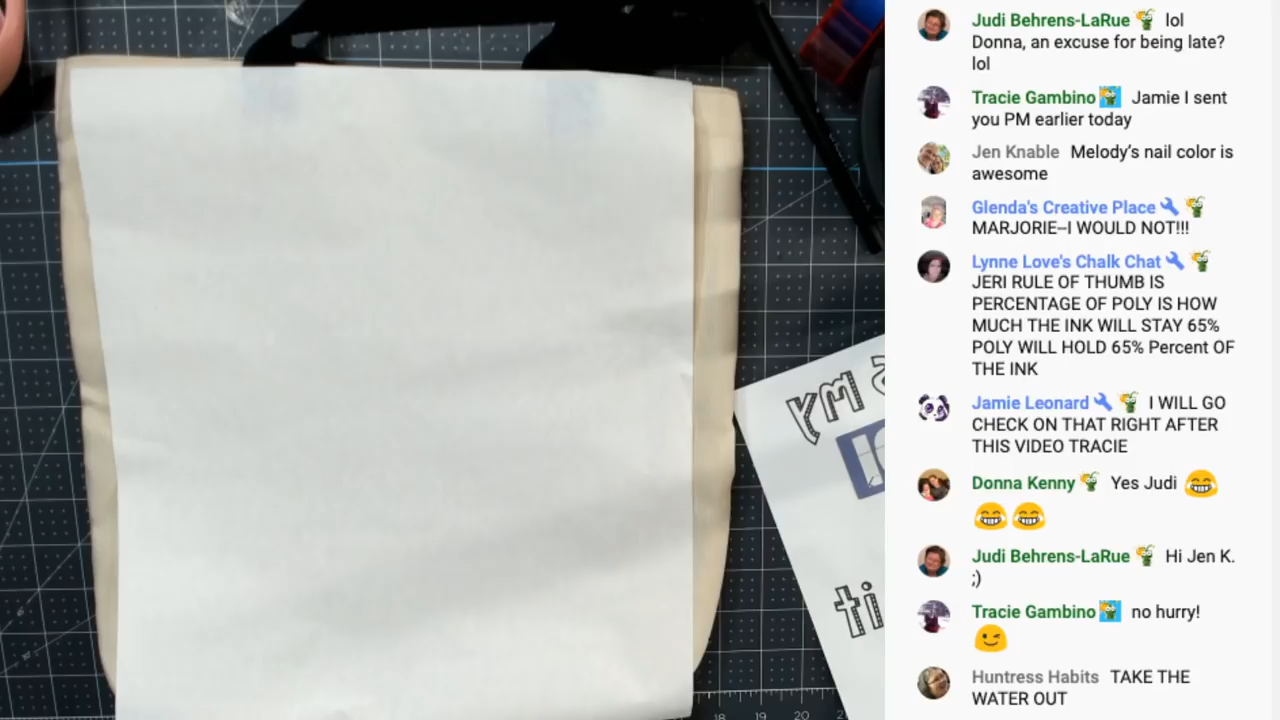 Judi Behrens-LaRue lol
Donna, an excuse for being late?
lol
Tracie Gambino Jamie I sent
you PM earlier today
Jen Knable Melody’s nail color is
awesome
Glenda's Creative Place
MARJORIE--I WOULD NOT!!!
Lynne Love's Chalk Chat
JERI RULE OF THUMB IS
PERCENTAGE OF POLY IS HOW
MUCH THE INK WILL STAY 65%
POLY WILL HOLD 65% Percent OF
THE INK
Jamie Leonard I WILL GO
CHECK ON THAT RIGHT AFTER
THIS VIDEO TRACIE
Donna Kenny Yes Judi 😂
😂😂
Judi Behrens-LaRue Hi Jen K.
;)
Tracie Gambino no hurry!
😉
Huntress Habits TAKE THE
WATER OUT
18 19 20